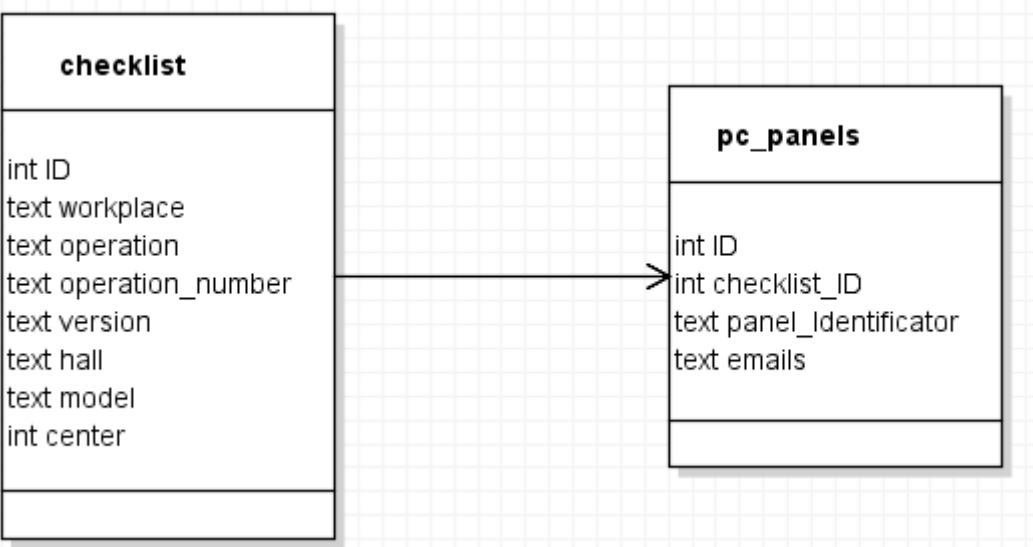 checklist
int ID
text workplace
text operation
text operation_number
text version
text hall
text model
int center
pc_panels
int ID
int checklist_ID
text panel_Identificator
text emails